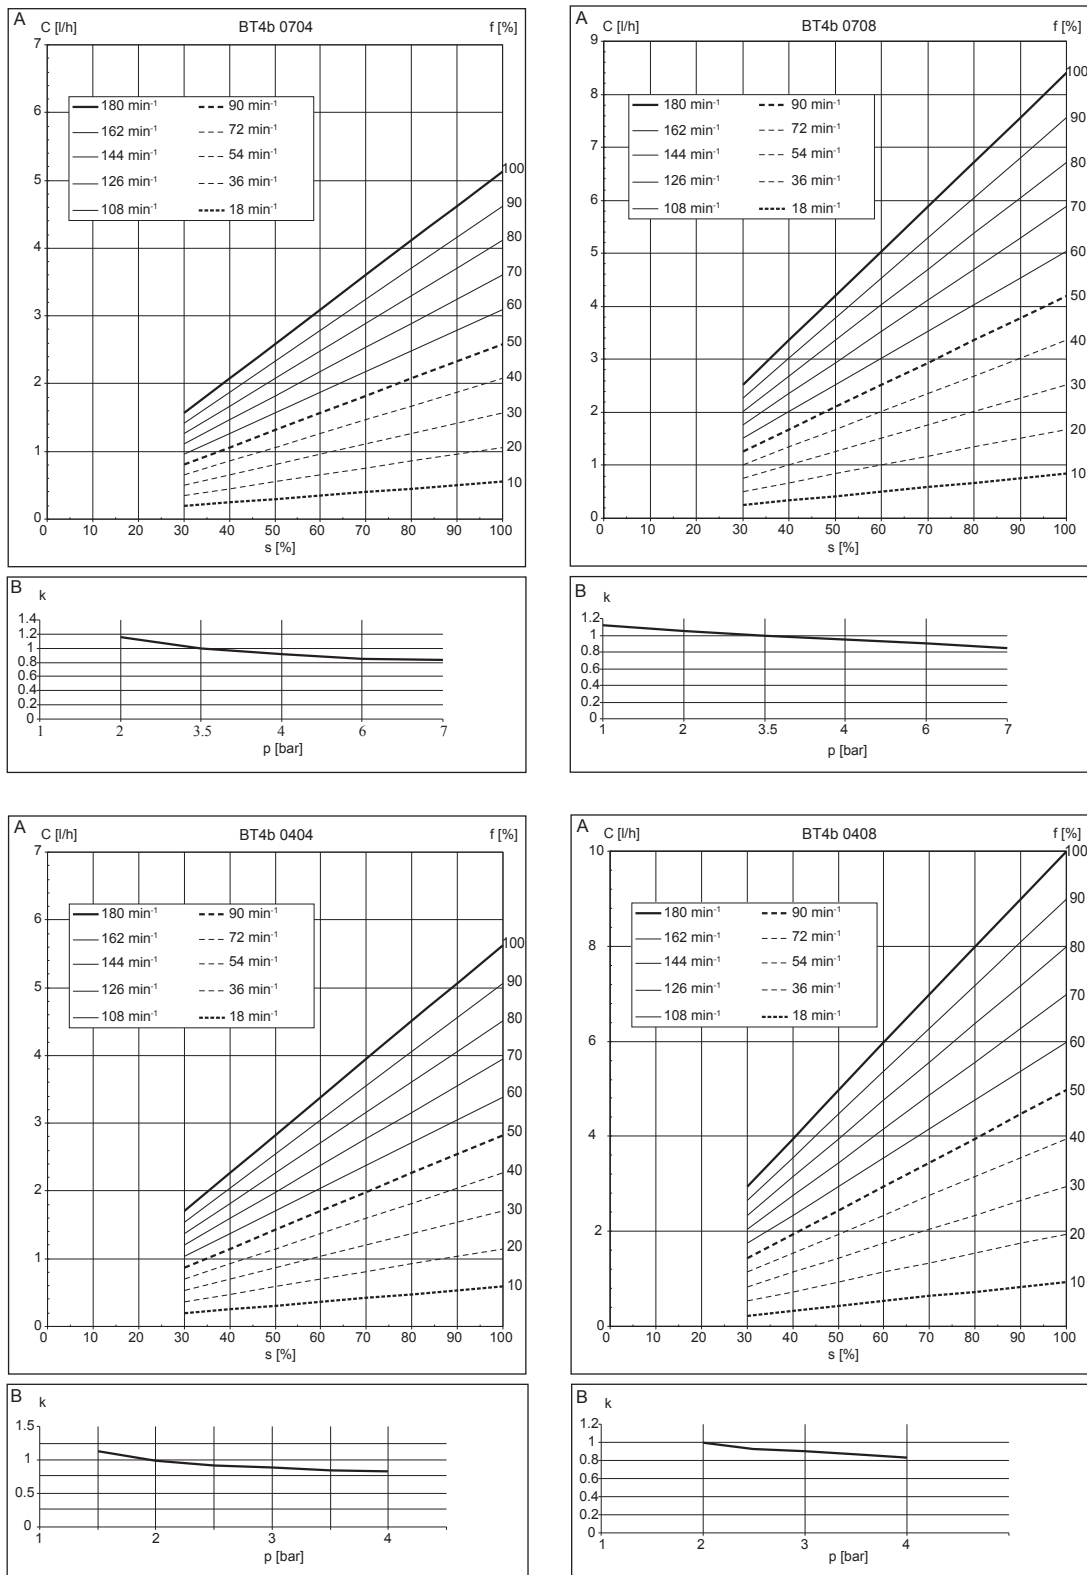 A
C [l/h]
BT4b 0704
f [%]
7
6
5
4
3
2
1
0
180 min-1
90 min-1
162 min-1
72 min-1
144 min-1
54 min-1
126 min-1
36 min-1
108 min-1
18 min-1
100
90
80
70
60
50
40
30
20
10
0 10 20 30 40 50 60 70 80 90 100
s [%]
B
k
1.4
1.2
1
0.8
0.6
0.4
0.2
0
1 2 3.5 4 6 7
p [bar]
A
C [l/h]
BT4b 0708
f [%]
9
8
7
6
5
4
3
2
1
0
180 min-1
90 min-1
162 min-1
72 min-1
144 min-1
54 min-1
126 min-1
36 min-1
108 min-1
18 min-1
100
90
80
70
60
50
40
30
20
10
0 10 20 30 40 50 60 70 80 90 100
s [%]
B
k
1.2
1
0.8
0.6
0.4
0.2
0
1 2 3.5 4 6 7
p [bar]
A
C [l/h]
BT4b 0404
f [%]
7
6
5
4
3
2
1
0
180 min-1
90 min-1
162 min-1
72 min-1
144 min-1
54 min-1
126 min-1
36 min-1
108 min-1
18 min-1
100
90
80
70
60
50
40
30
20
10
0 10 20 30 40 50 60 70 80 90 100
s [%]
B
k
1.5
1
0.5
0
1 2 3 4
p [bar]
A
C [l/h]
BT4b 0408
f [%]
10
8
6
4
2
0
180 min-1
90 min-1
162 min-1
72 min-1
144 min-1
54 min-1
126 min-1
36 min-1
108 min-1
18 min-1
100
90
80
70
60
50
40
30
20
10
0 10 20 30 40 50 60 70 80 90 100
s [%]
B
k
1.2
1
0.8
0.6
0.4
0.2
0
1 2 3 4
p [bar]